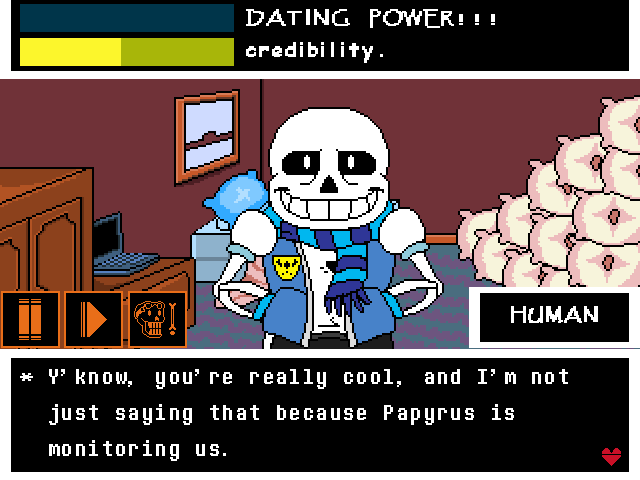 DATING POWER!!!
credibility.
HUMAN
* Y'know, you're really cool, and I'm not
just saying that because Papyrus is
monitoring us.